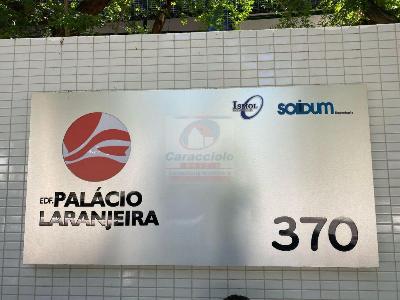 ISMOL
SOLIDUM
Caracciolo
EDF. PALÁCIO
LARANJEIRA
370